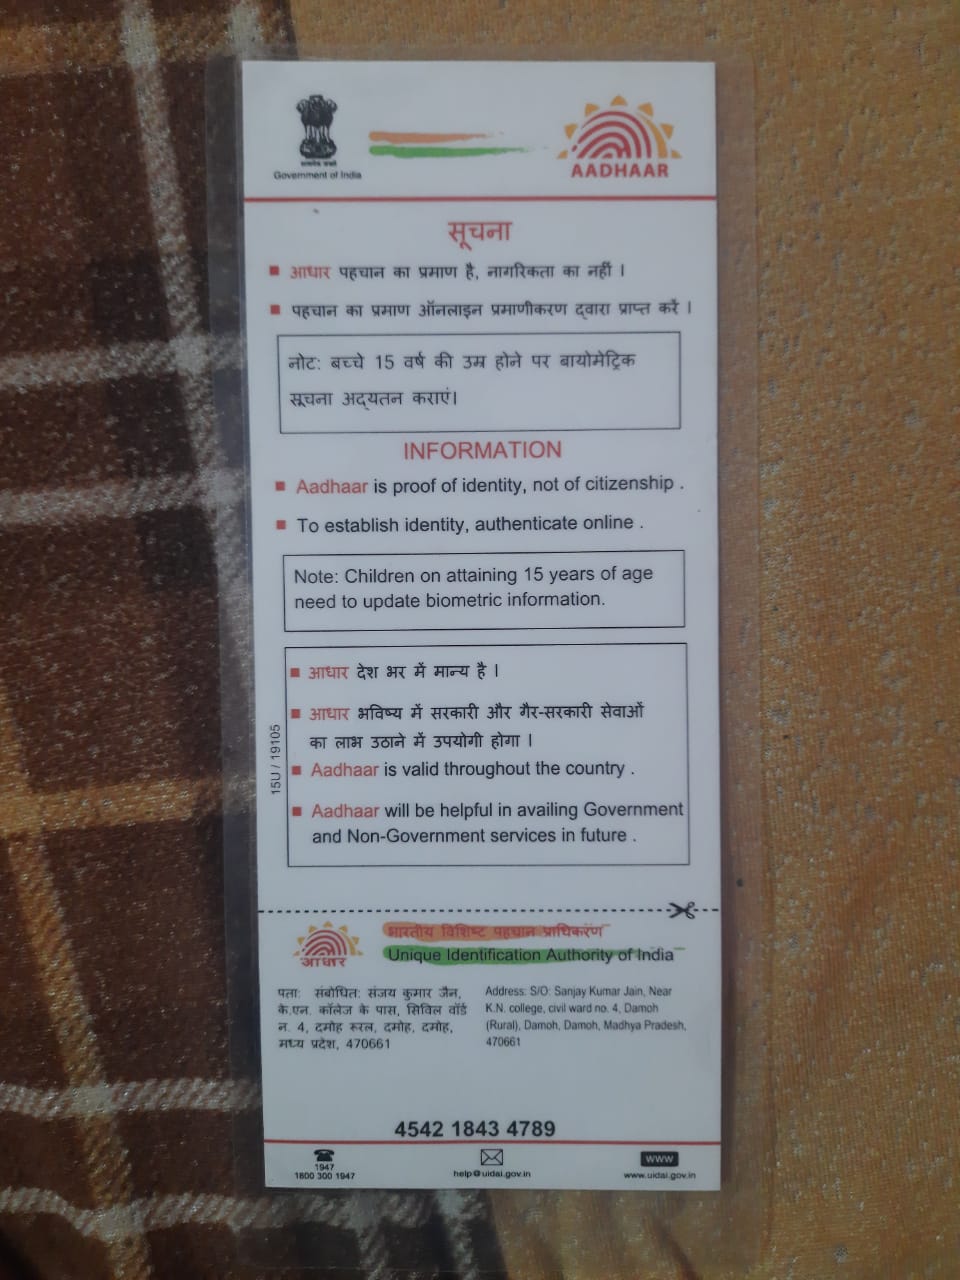 Government of India
AADHAAR
सूचना
आधार पहचान का प्रमाण है, नागरिकता का नहीं ।
पहचान का प्रमाण ऑनलाइन प्रमाणीकरण द्वारा प्राप्त करें ।
नोट: बच्चे 15 वर्ष की उम्र होने पर बायोमेट्रिक
सूचना अद्यतन कराएं।
INFORMATION
Aadhaar is proof of identity, not of citizenship .
To establish identity, authenticate online .
Note: Children on attaining 15 years of age
need to update biometric information.
आधार देश भर में मान्य है ।
आधार भविष्य में सरकारी और गैर-सरकारी सेवाओं
का लाभ उठाने में उपयोगी होगा ।
Aadhaar is valid throughout the country .
Aadhaar will be helpful in availing Government
and Non-Government services in future .
15U / 19105
आधार
भारतीय विशिष्ट पहचान प्राधिकरण
Unique Identification Authority of India
पता: संबोधित: संजय कुमार जैन,
के.एन. कॉलेज के पास, सिविल वॉर्ड
न. 4, दमोह रूरल, दमोह, दमोह,
मध्य प्रदेश, 470661
Address: S/O: Sanjay Kumar Jain, Near
K.N. college, civil ward no. 4, Damoh
(Rural), Damoh, Damoh, Madhya Pradesh,
470661
4542 1843 4789
1947
1800 300 1947
help@uidai.gov.in
www
www.uidai.gov.in